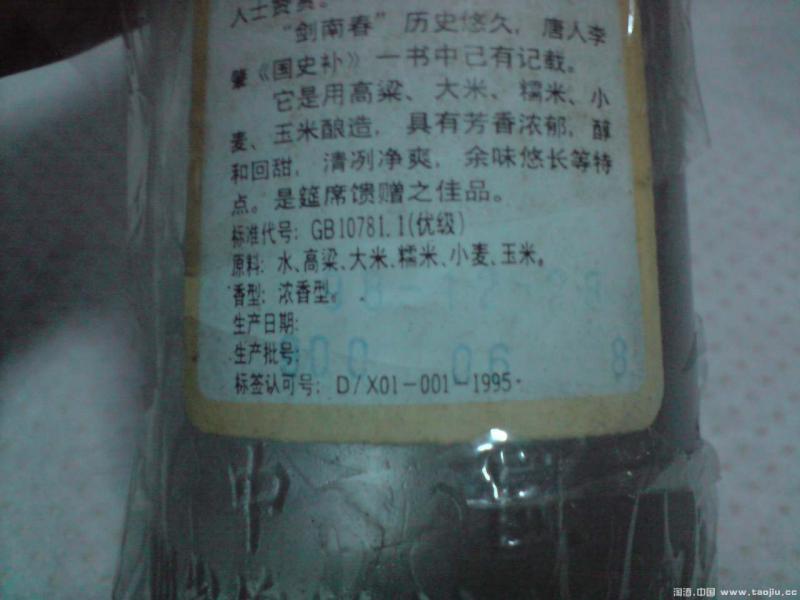 人士赞赏。
“剑南春”历史悠久，唐人李
肇《国史补》一书中已有记载。
它是用高粱、大米、糯米、小
麦、玉米酿造，具有芳香浓郁，醇
和回甜，清冽净爽，余味悠长等特
点。是筵席馈赠之佳品。
标准代号: GB10781.1(优级)
原料: 水、高粱、大米、糯米、小麦、玉米。
香型: 浓香型。
生产日期:
生产批号:
标签认可号: D/X01-001-1995
中
淘酒.中国 www.taojiu.cc